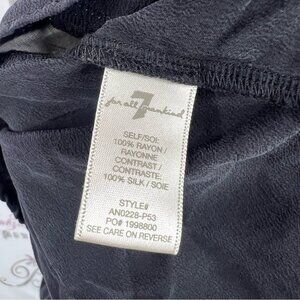 7
for all mankind
SELF/SOI:
100% RAYON /
RAYONNE
CONTRAST /
CONTRASTE:
100% SILK / SOIE
STYLE#
AN0228-P53
PO# 1998800
SEE CARE ON REVERSE